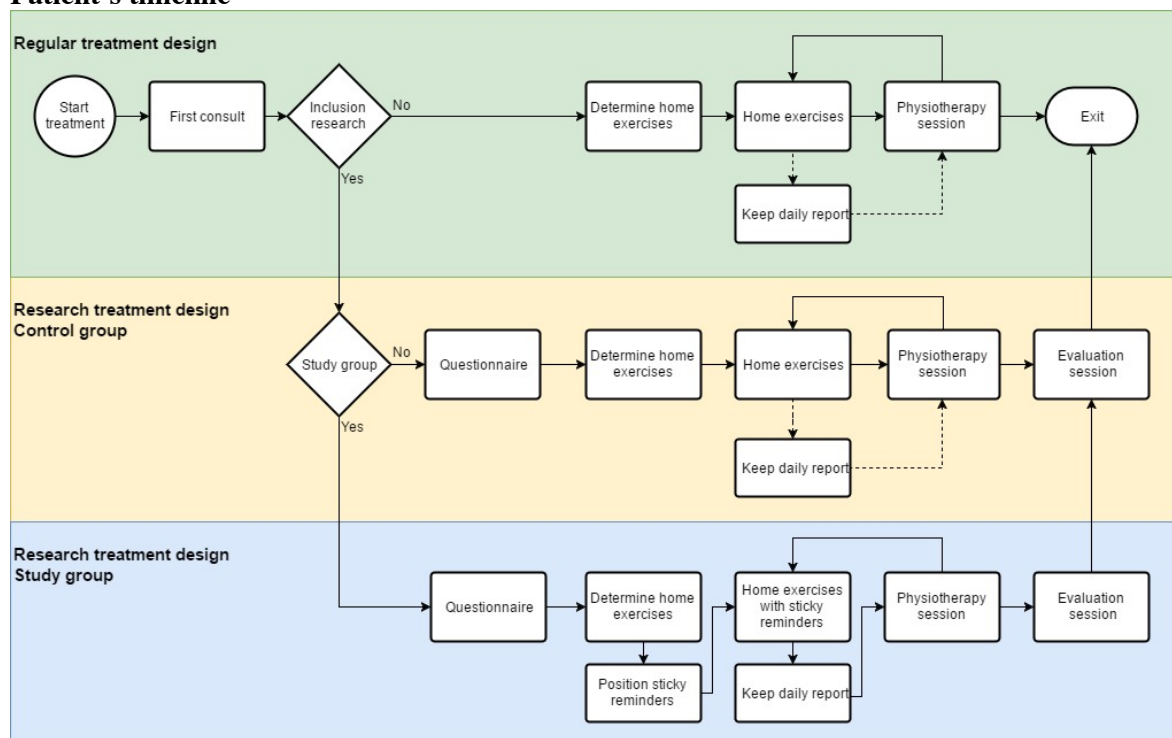 Patient's timeline
Regular treatment design
Start
treatment
First consult
Inclusion
research
No
Yes
Determine home
exercises
Home exercises
Physiotherapy
session
Exit
Keep daily report
Research treatment design
Control group
Study group
No
Yes
Questionnaire
Determine home
exercises
Home exercises
Physiotherapy
session
Evaluation
session
Keep daily report
Research treatment design
Study group
Questionnaire
Determine home
exercises
Home exercises
with sticky
reminders
Physiotherapy
session
Evaluation
session
Position sticky
reminders
Keep daily report